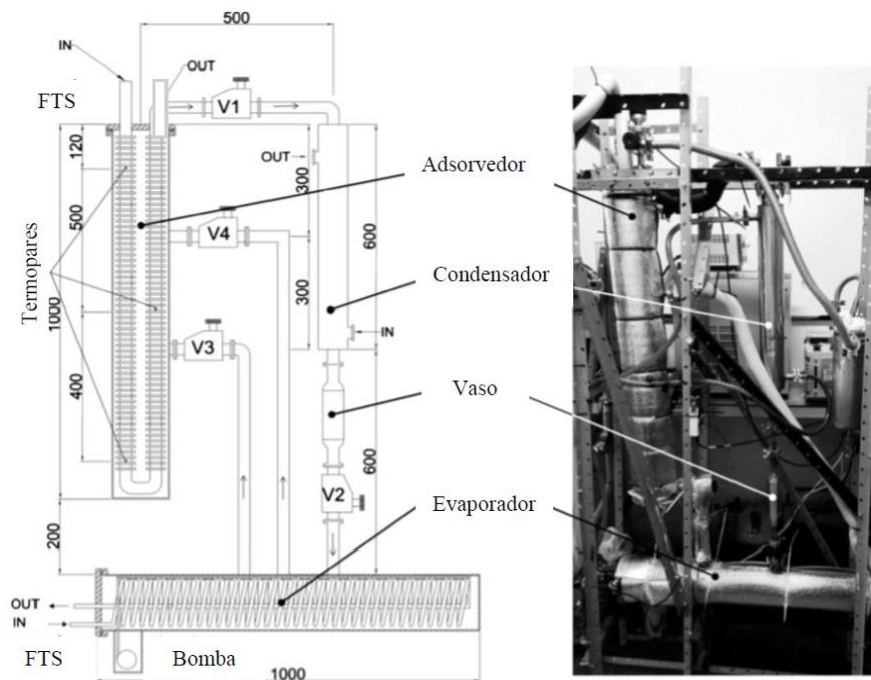 500
IN
OUT
FTS
V1
120
OUT
300
Adsorvedor
500
V4
600
Termopares
1000
300
Condensador
IN
V3
400
Vaso
600
V2
200
Evaporador
OUT
IN
FTS
Bomba
1000